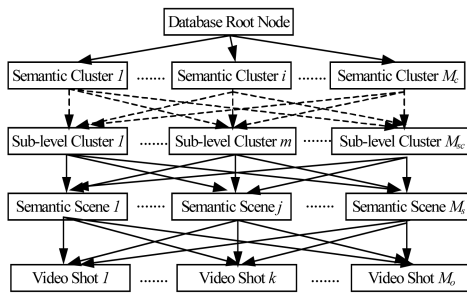 Database Root Node
Semantic Cluster 1 ........ Semantic Cluster i ........ Semantic Cluster Mc
Sub-level Cluster 1 ........ Sub-level Cluster m ........ Sub-level Cluster Msc
Semantic Scene 1 ........ Semantic Scene j ........ Semantic Scene Ms
Video Shot 1 ........ Video Shot k ........ Video Shot Mo